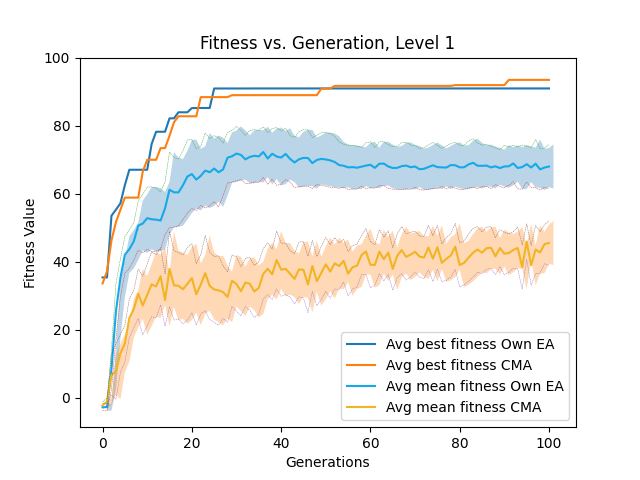 Fitness vs. Generation, Level 1
Fitness Value
100
80
60
40
20
0
0 20 40 60 80 100
Generations
Avg best fitness Own EA
Avg best fitness CMA
Avg mean fitness Own EA
Avg mean fitness CMA